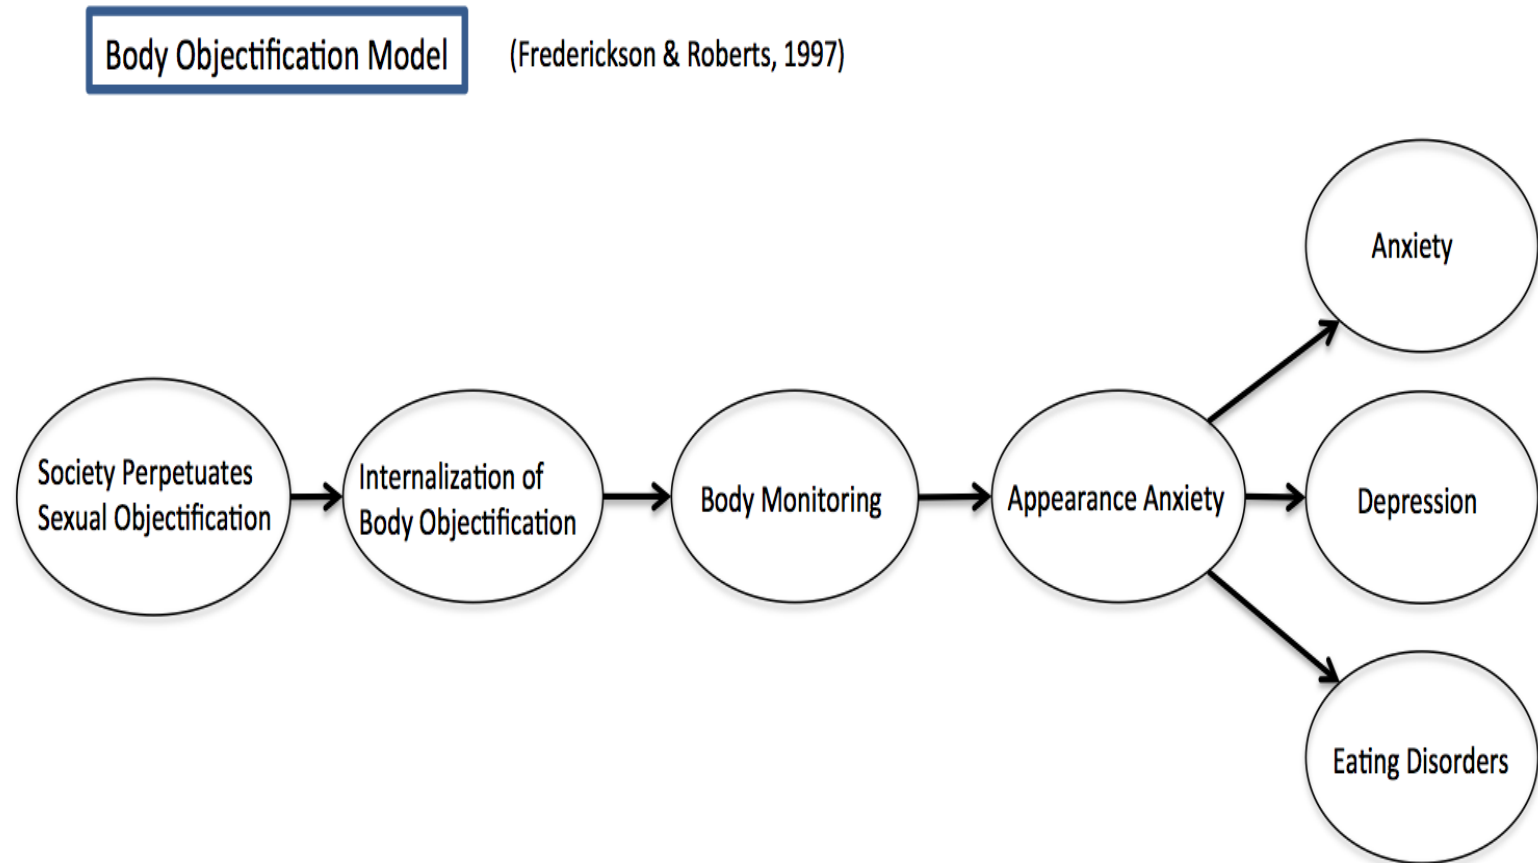 Body Objectification Model
(Frederickson & Roberts, 1997)
Anxiety
Society Perpetuates
Sexual Objectification
Internalization of
Body Objectification
Body Monitoring
Appearance Anxiety
Depression
Eating Disorders